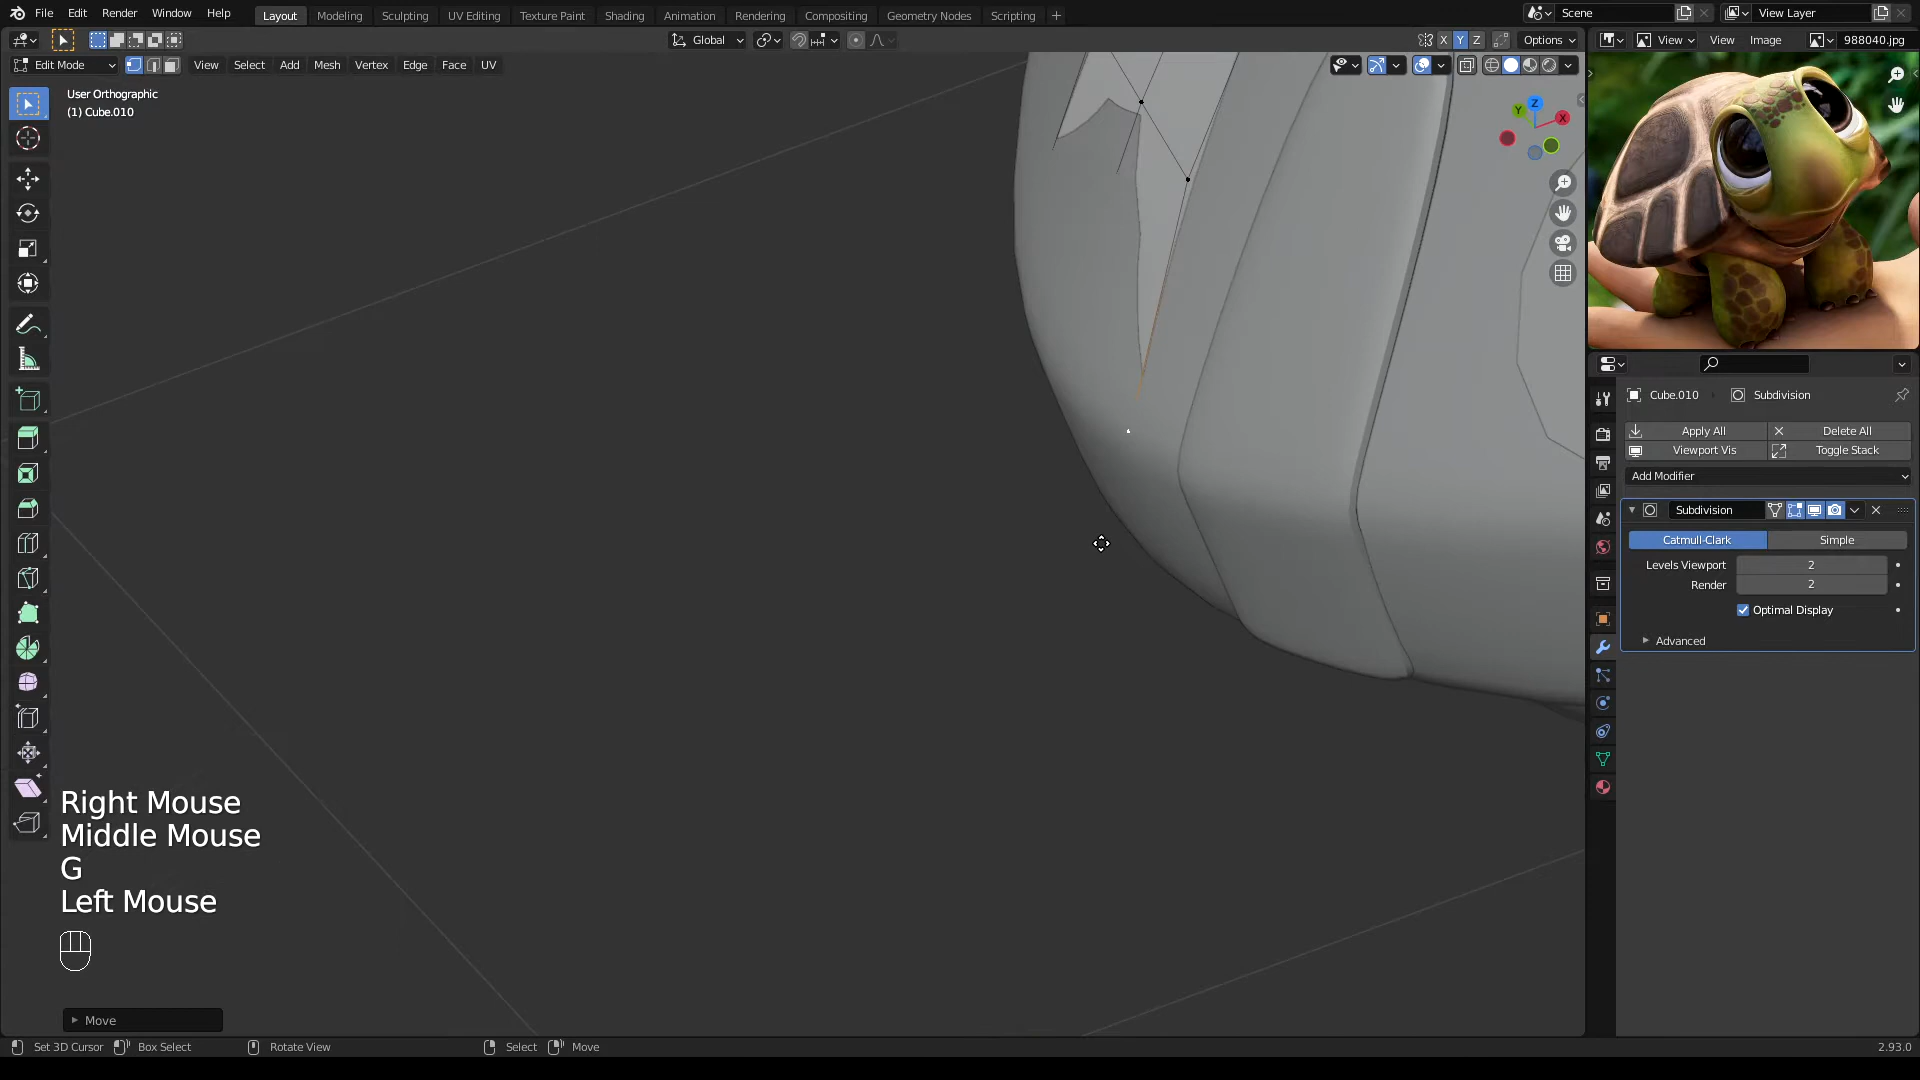 File Edit Render Window Help
Layout Modeling Sculpting UV Editing Texture Paint Shading Animation Rendering Compositing Geometry Nodes Scripting +
Scene
View Layer
Global
X Y Z
Options
View
View Image
988040.jpg
Edit Mode
View Select Add Mesh Vertex Edge Face UV
User Orthographic
(1) Cube.010
Z
Y
X
Cube.010
Subdivision
Apply All
Delete All
Viewport Vis
Toggle Stack
Add Modifier
Subdivision
Catmull-Clark
Simple
Levels Viewport
2
Render
2
Optimal Display
Advanced
Right Mouse
Middle Mouse
G
Left Mouse
Move
Set 3D Cursor
Box Select
Rotate View
Select
Move
2.93.0